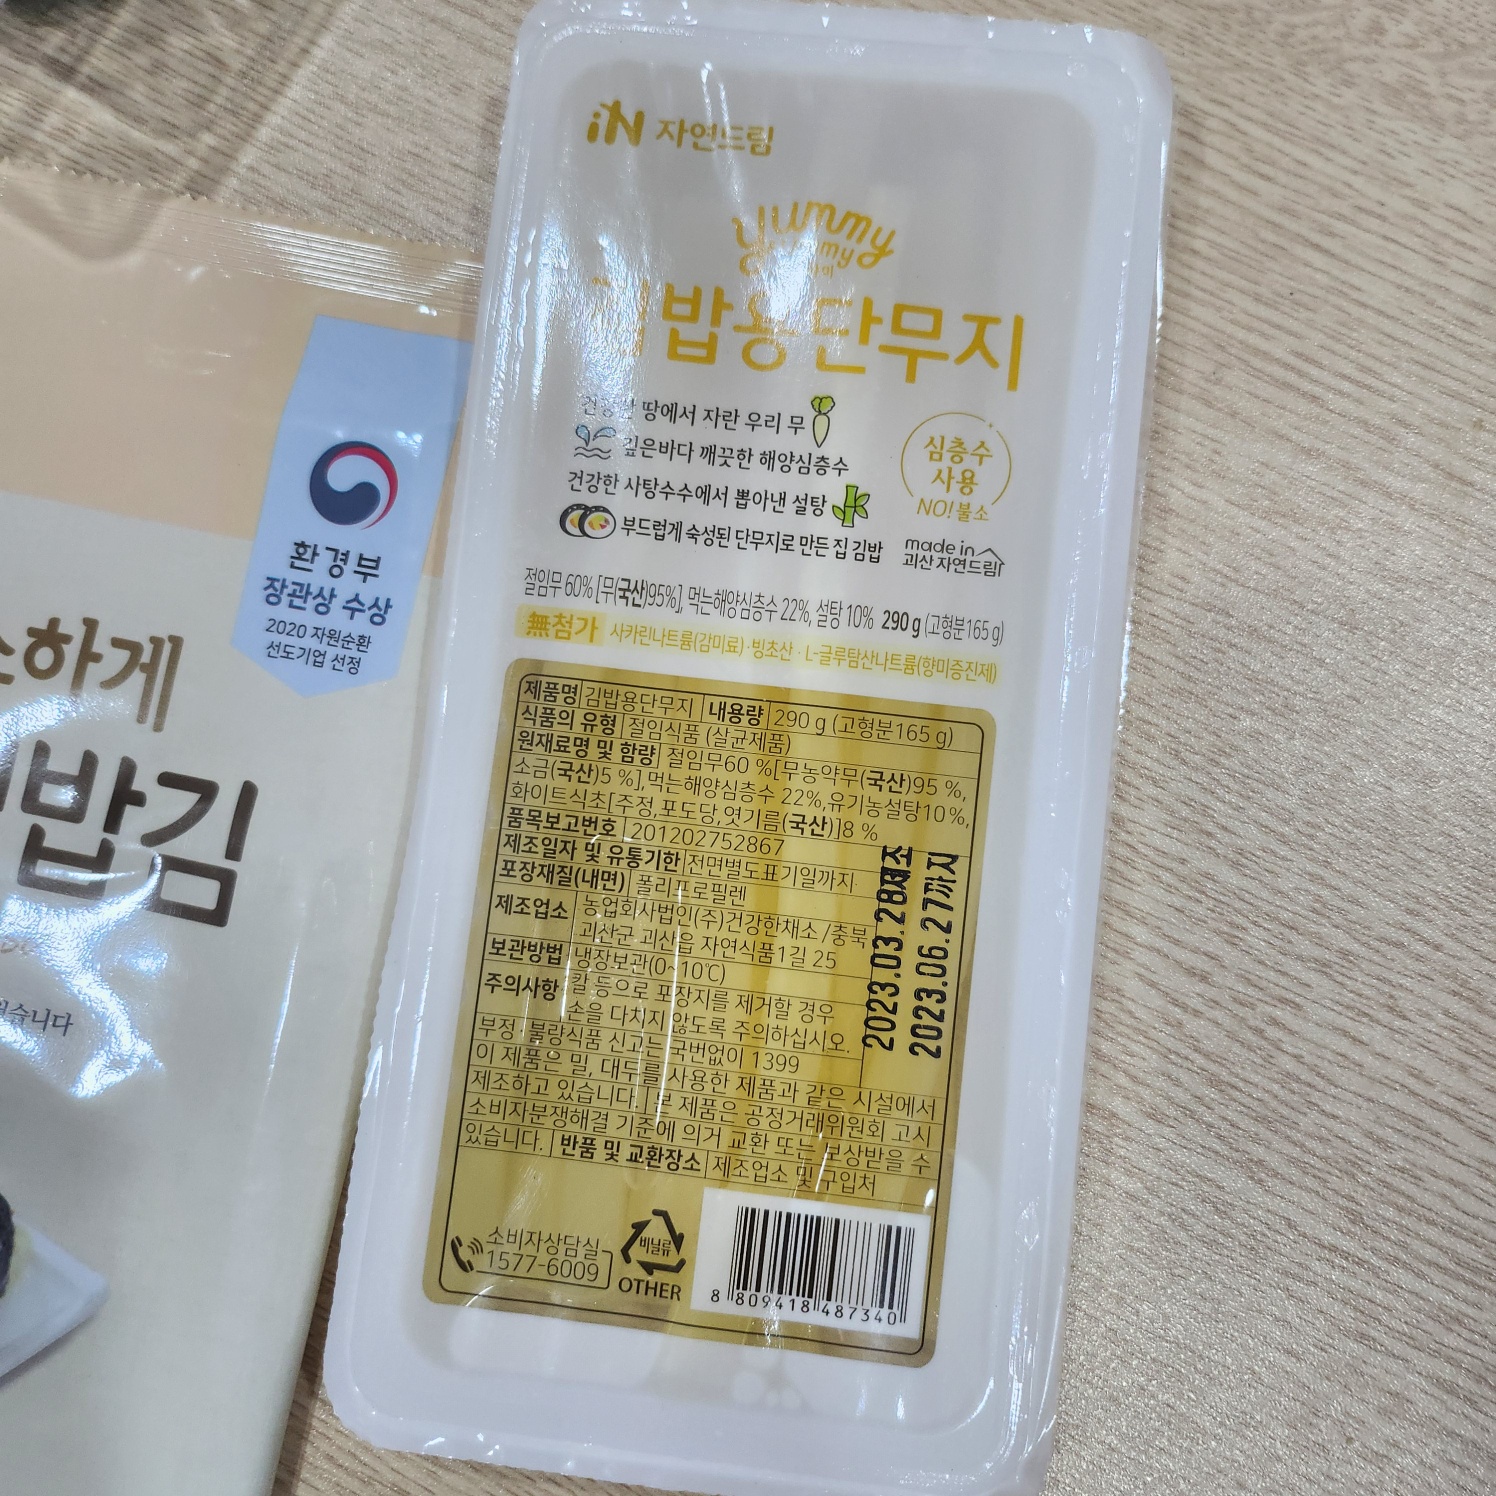 iN 자연드림
yummy
yummy
김밥용단무지
건강한 땅에서 자란 우리 무
깊은바다 깨끗한 해양심층수
건강한 사탕수수에서 뽑아낸 설탕
부드럽게 숙성된 단무지로 만든 집 김밥
심층수
사용
NO! 불소
made in
괴산자연드림
절임무 60% [무(국산)95%], 먹는해양심층수 22%, 설탕 10% 290 g (고형분165 g)
無첨가 사카린나트륨(감미료)·빙초산·L-글루탐산나트륨(향미증진제)
제품명 김밥용단무지 내용량 290 g (고형분165 g)
식품의 유형 절임식품 (살균제품)
원재료명 및 함량 절임무60 %[무농약무(국산)95 %,
소금(국산)5 %],먹는해양심층수 22%,유기농설탕10%,
화이트식초[주정,포도당,엿기름(국산)]8 %
품목보고번호 201202752867
제조일자 및 유통기한 전면별도표기일까지
포장재질(내면) 폴리프로필렌
제조업소 농업회사법인(주)건강한채소 /충북
괴산군 괴산읍 자연식품1길 25
보관방법 냉장보관(0~10℃)
주의사항 칼 등으로 포장지를 제거할 경우
손을 다치지 않도록 주의하십시오.
부정·불량식품 신고는 국번없이 1399
이 제품은 밀, 대두를 사용한 제품과 같은 시설에서
제조하고 있습니다. 본 제품은 공정거래위원회 고시
소비자분쟁해결 기준에 의거 교환 또는 보상받을 수
있습니다. 반품 및 교환장소 제조업소 및 구입처
2023.03.28제조
2023.06.27까지
소비자상담실
1577-6009
비닐류
OTHER
8 809418 487340
환경부
장관상 수상
2020 자원순환
선도기업 선정
하게
밥김
습니다